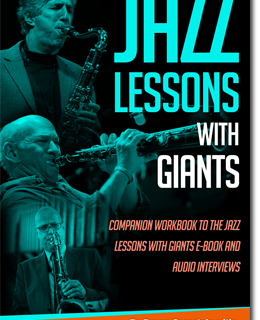 JAZZ
LESSONS
WITH
GIANTS
COMPANION WORKBOOK TO THE JAZZ
LESSONS WITH GIANTS E-BOOK AND
AUDIO INTERVIEWS